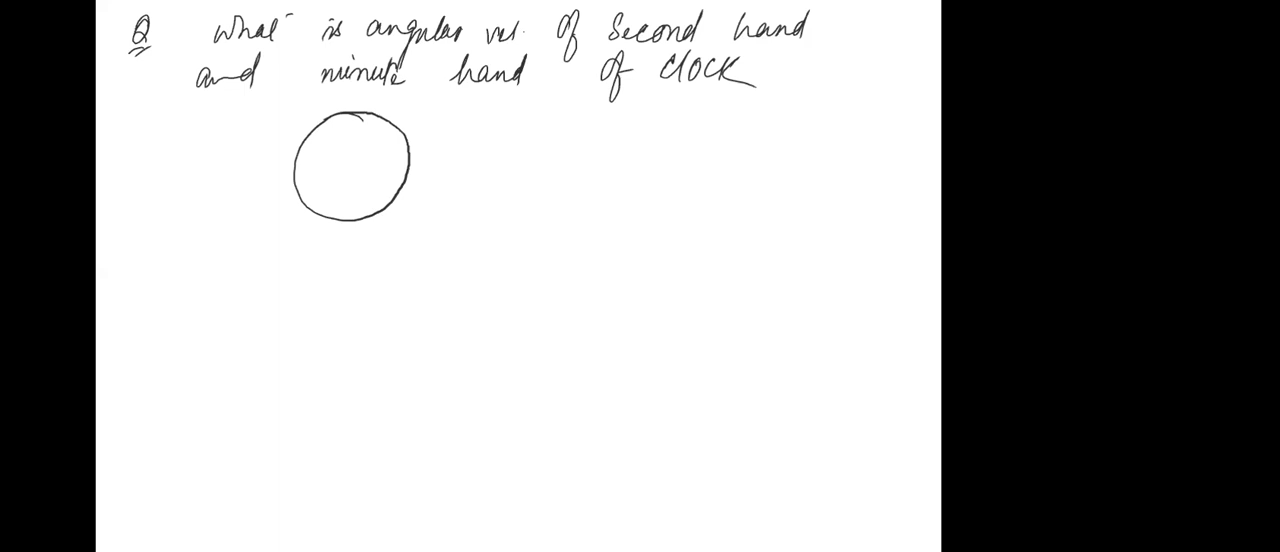 Q what is angular vel. of second hand
and minute hand of clock